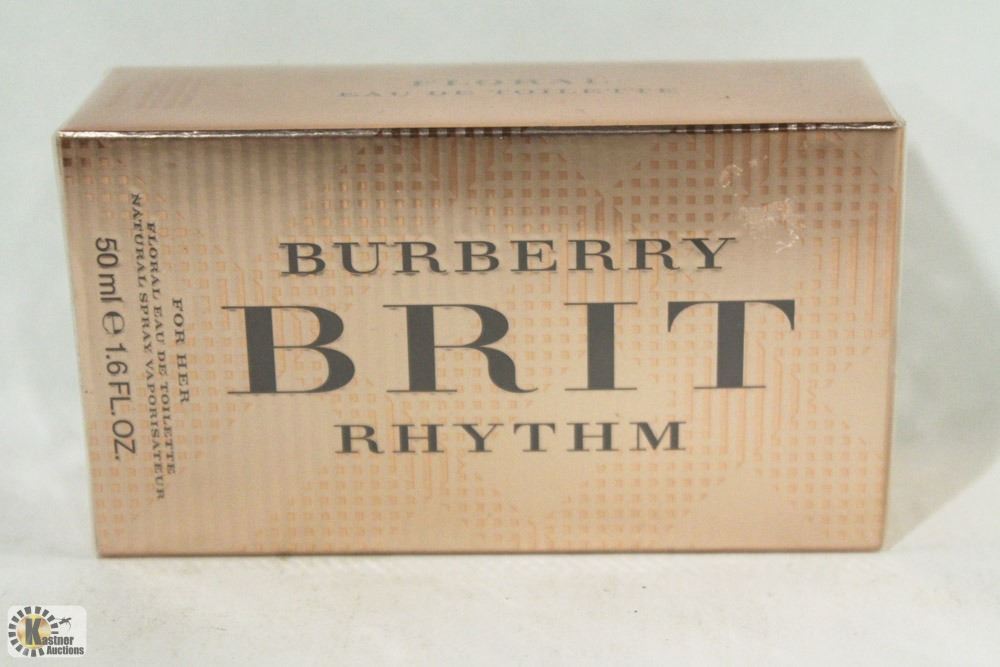 FLORAL
EAU DE TOILETTE
BURBERRY
BRIT
RHYTHM
FOR HER
FLORAL EAU DE TOILETTE
NATURAL SPRAY VAPORISATEUR
50 ml e 1.6 FL. OZ.
Kastner
Auctions